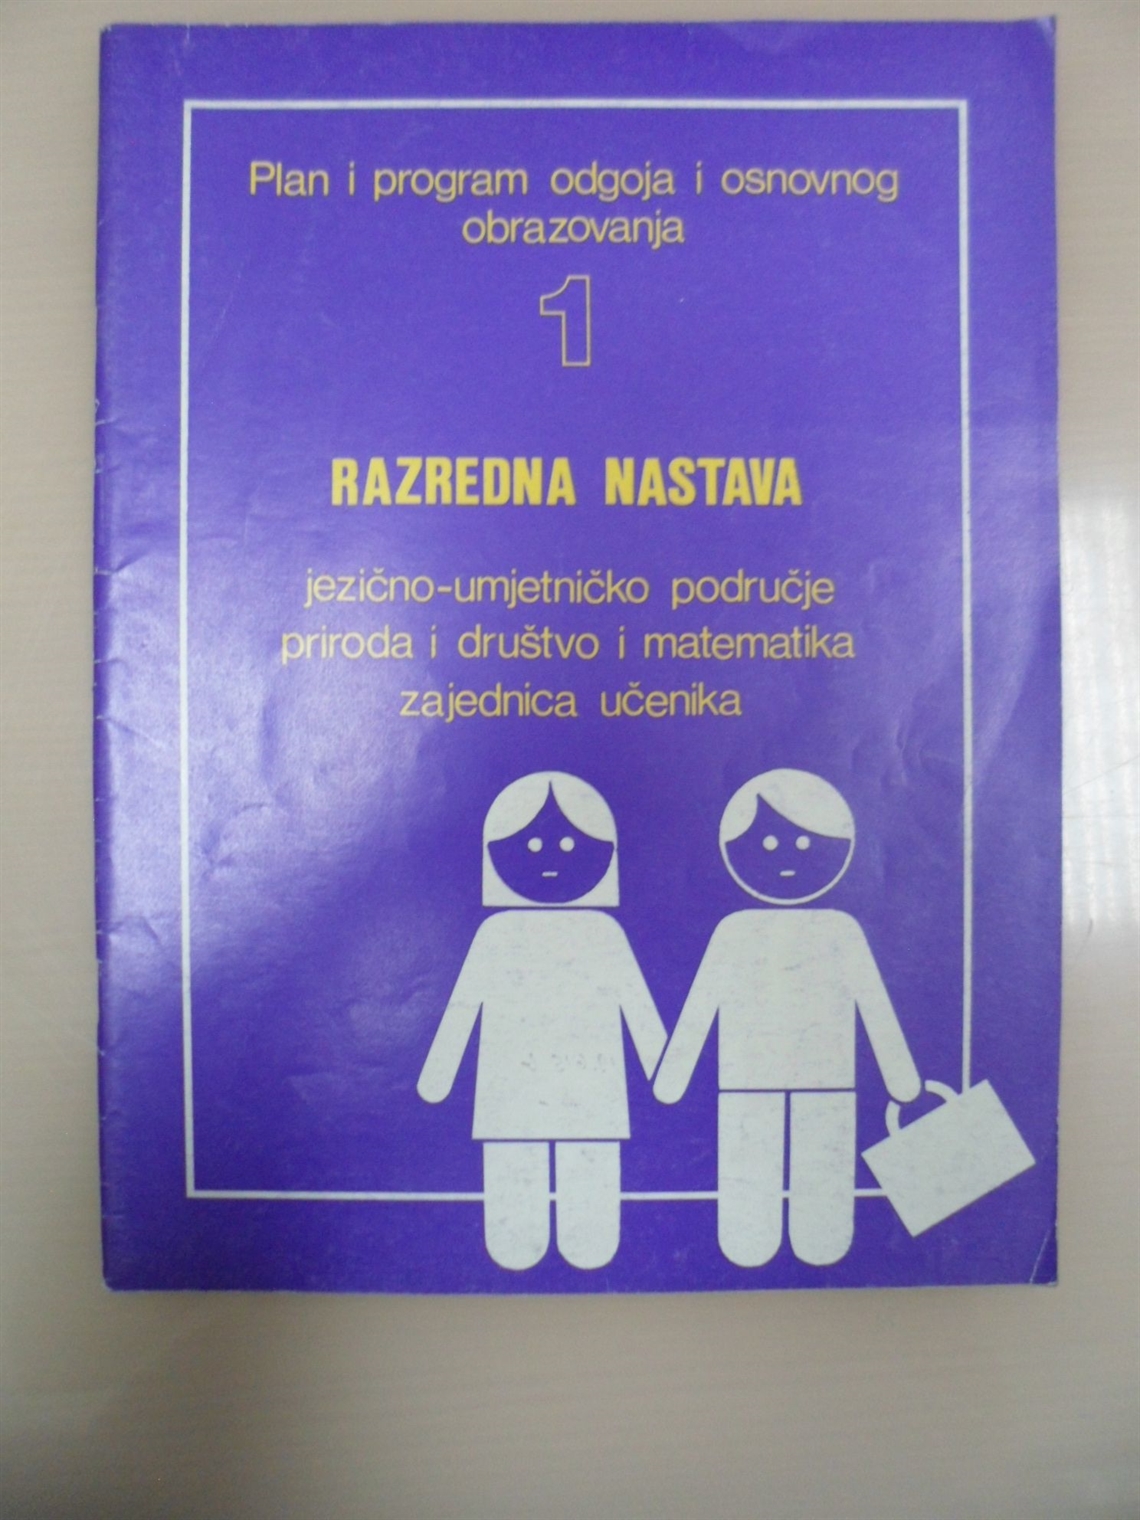 Plan i program odgoja i osnovnog
obrazovanja
1
RAZREDNA NASTAVA
jezično-umjetničko područje
priroda i društvo i matematika
zajednica učenika